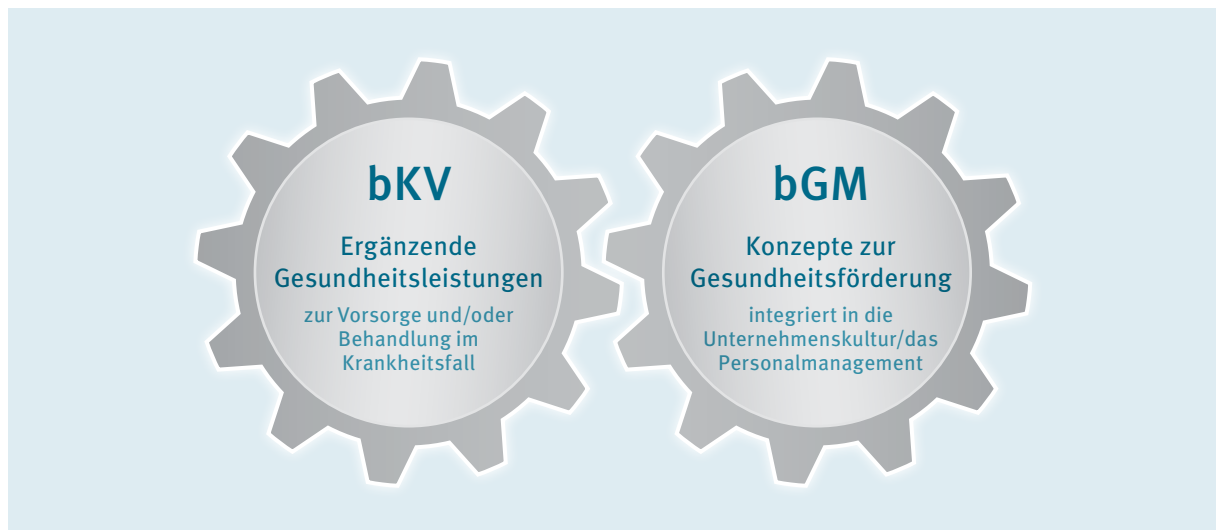 bKV
Ergänzende
Gesundheitsleistungen
zur Vorsorge und/oder
Behandlung im
Krankheitsfall
bGM
Konzepte zur
Gesundheitsförderung
integriert in die
Unternehmenskultur/das
Personalmanagement